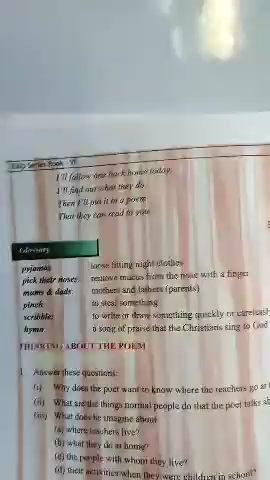 Series Book - VI
I'll follow one back home today.
I'll find out what they do
Then I'll put it in a poem
That they can read to you.
Glossary
pyjamas: loose fitting night clothes
pick their noses: remove mucus from the nose with a finger
mums & dads: mothers and fathers (parents)
pinch: to steal something
scribble: to write or draw something quickly or carelessl
hymn: a song of praise that the Christians sing to God
THINKING ABOUT THE POEM
1. Answer these questions:
(i) Why does the poet want to know where the teachers go at
(ii) What are the things normal people do that the poet talks ab
(iii) What does he imagine about
(a) where teachers live?
(b) what they do at home?
(c) the people with whom they live?
(d) their activities when they were children in school?